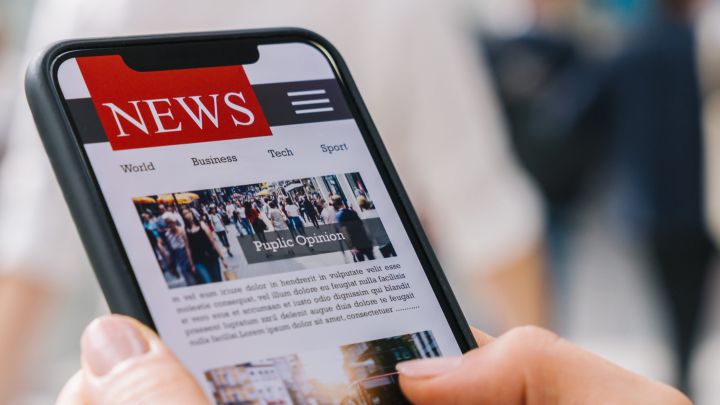 NEWS
World Business Tech Sport
Puplic Opinion
m vel eum iriure dolor in hendrerit in vulputate velit esse
molestie consequat, vel illum dolore eu feugiat nulla facilisis
at vero eros et accumsan et iusto odio dignissim qui blandit
praesent luptatum zzril delenit augue duis dolore te feugait
nulla facilisi.Lorem ipsum dolor sit amet, consectetuer ..........